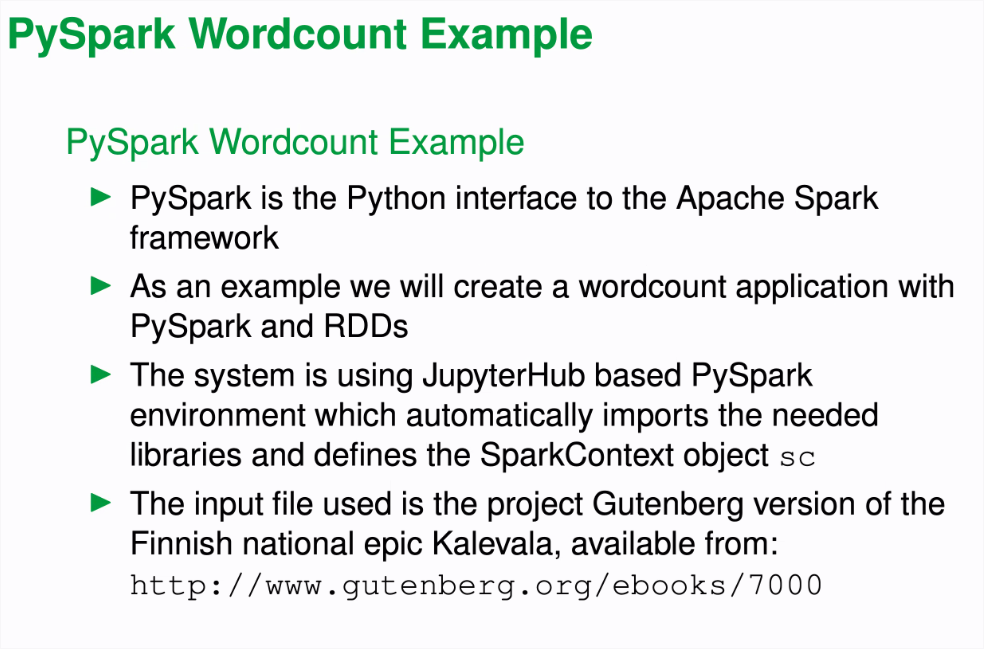 PySpark Wordcount Example
PySpark Wordcount Example
PySpark is the Python interface to the Apache Spark
framework
As an example we will create a wordcount application with
PySpark and RDDs
The system is using JupyterHub based PySpark
environment which automatically imports the needed
libraries and defines the SparkContext object sc
The input file used is the project Gutenberg version of the
Finnish national epic Kalevala, available from:
http://www.gutenberg.org/ebooks/7000